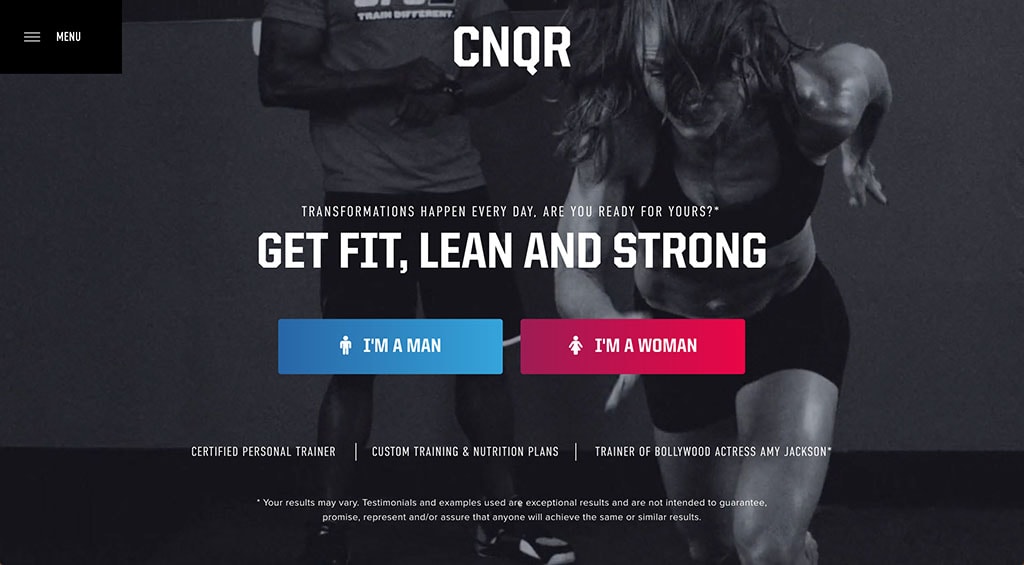 TRAIN DIFFERENT.
MENU
CNQR
TRANSFORMATIONS HAPPEN EVERY DAY, ARE YOU READY FOR YOURS?*
GET FIT, LEAN AND STRONG
I'M A MAN
I'M A WOMAN
CERTIFIED PERSONAL TRAINER
CUSTOM TRAINING & NUTRITION PLANS
TRAINER OF BOLLYWOOD ACTRESS AMY JACKSON*
* Your results may vary. Testimonials and examples used are exceptional results and are not intended to guarantee,
promise, represent and/or assure that anyone will achieve the same or similar results.